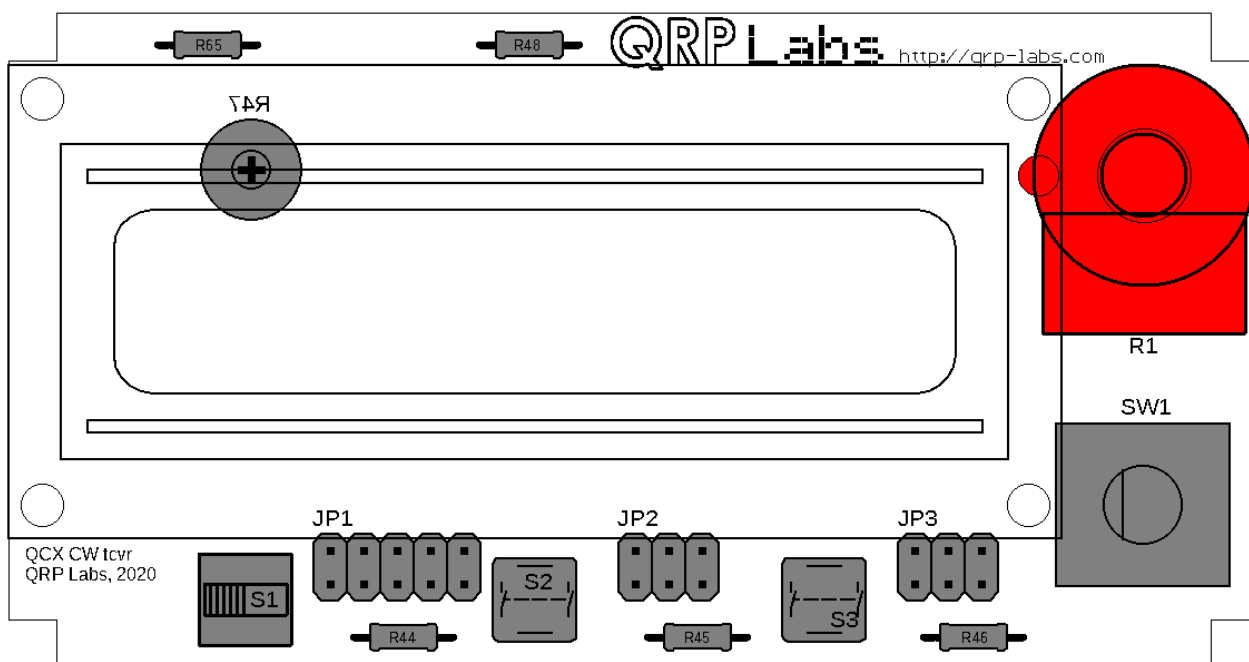 R65
R48
QRP Labs
http://qrp-labs.com
R47
R1
SW1
JP1
JP2
JP3
QCX CW tcvr
QRP Labs, 2020
S1
S2
S3
R44
R45
R46